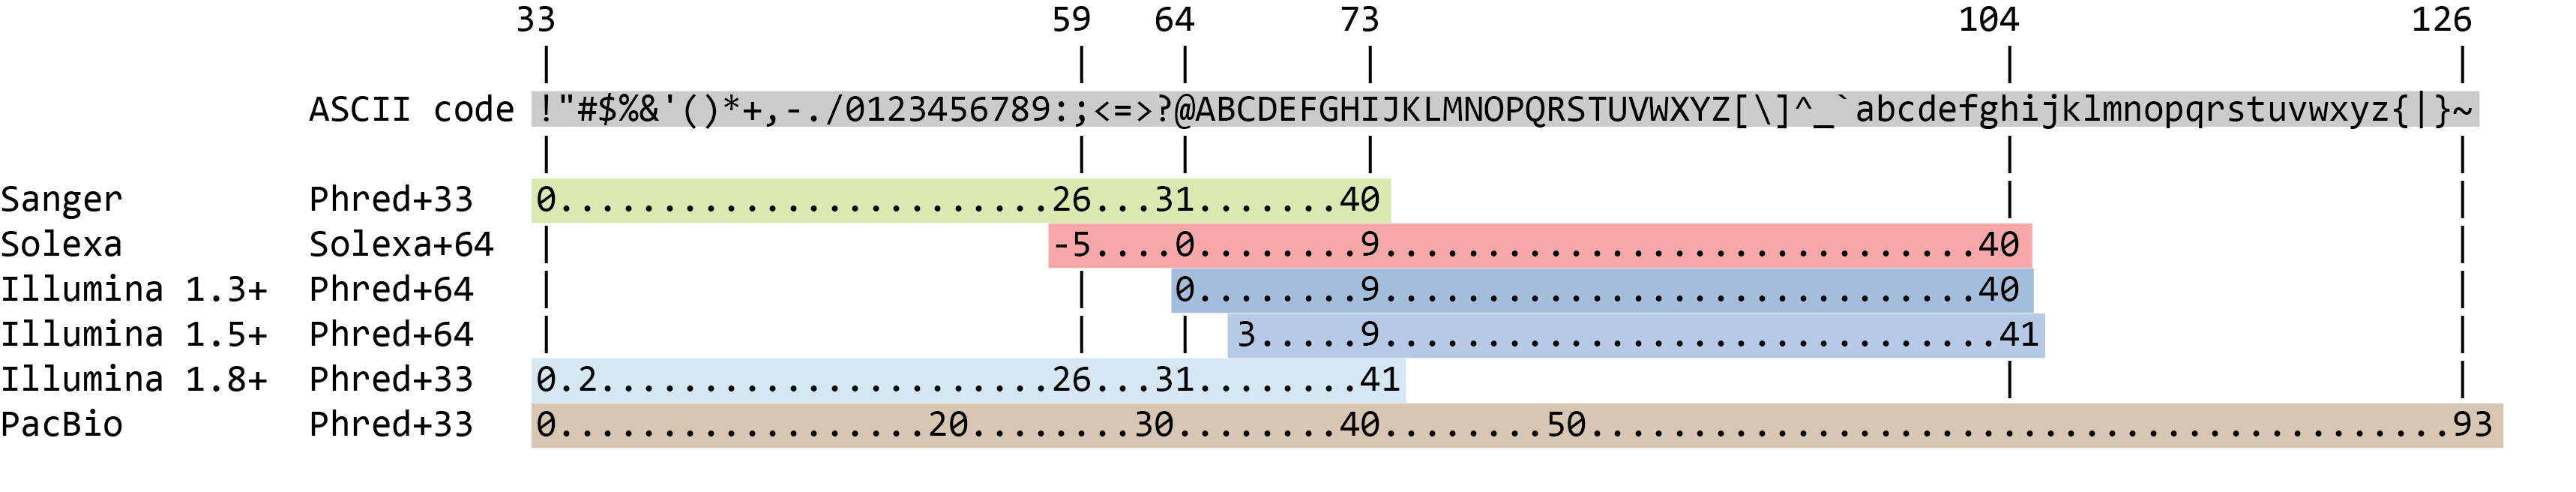 33 59 64 73 104 126
ASCII code !"#$%&'()*+,-./0123456789:;<=>?@ABCDEFGHIJKLMNOPQRSTUVWXYZ[\]^_`abcdefghijklmnopqrstuvwxyz{|}~
Sanger Phred+33 0........................26...31.......40
Solexa Solexa+64 -5....0........9.............................40
Illumina 1.3+ Phred+64 0........9.............................40
Illumina 1.5+ Phred+64 3.....9..............................41
Illumina 1.8+ Phred+33 0.2......................26...31........41
PacBio Phred+33 0..................20........30........40........50..........................................93